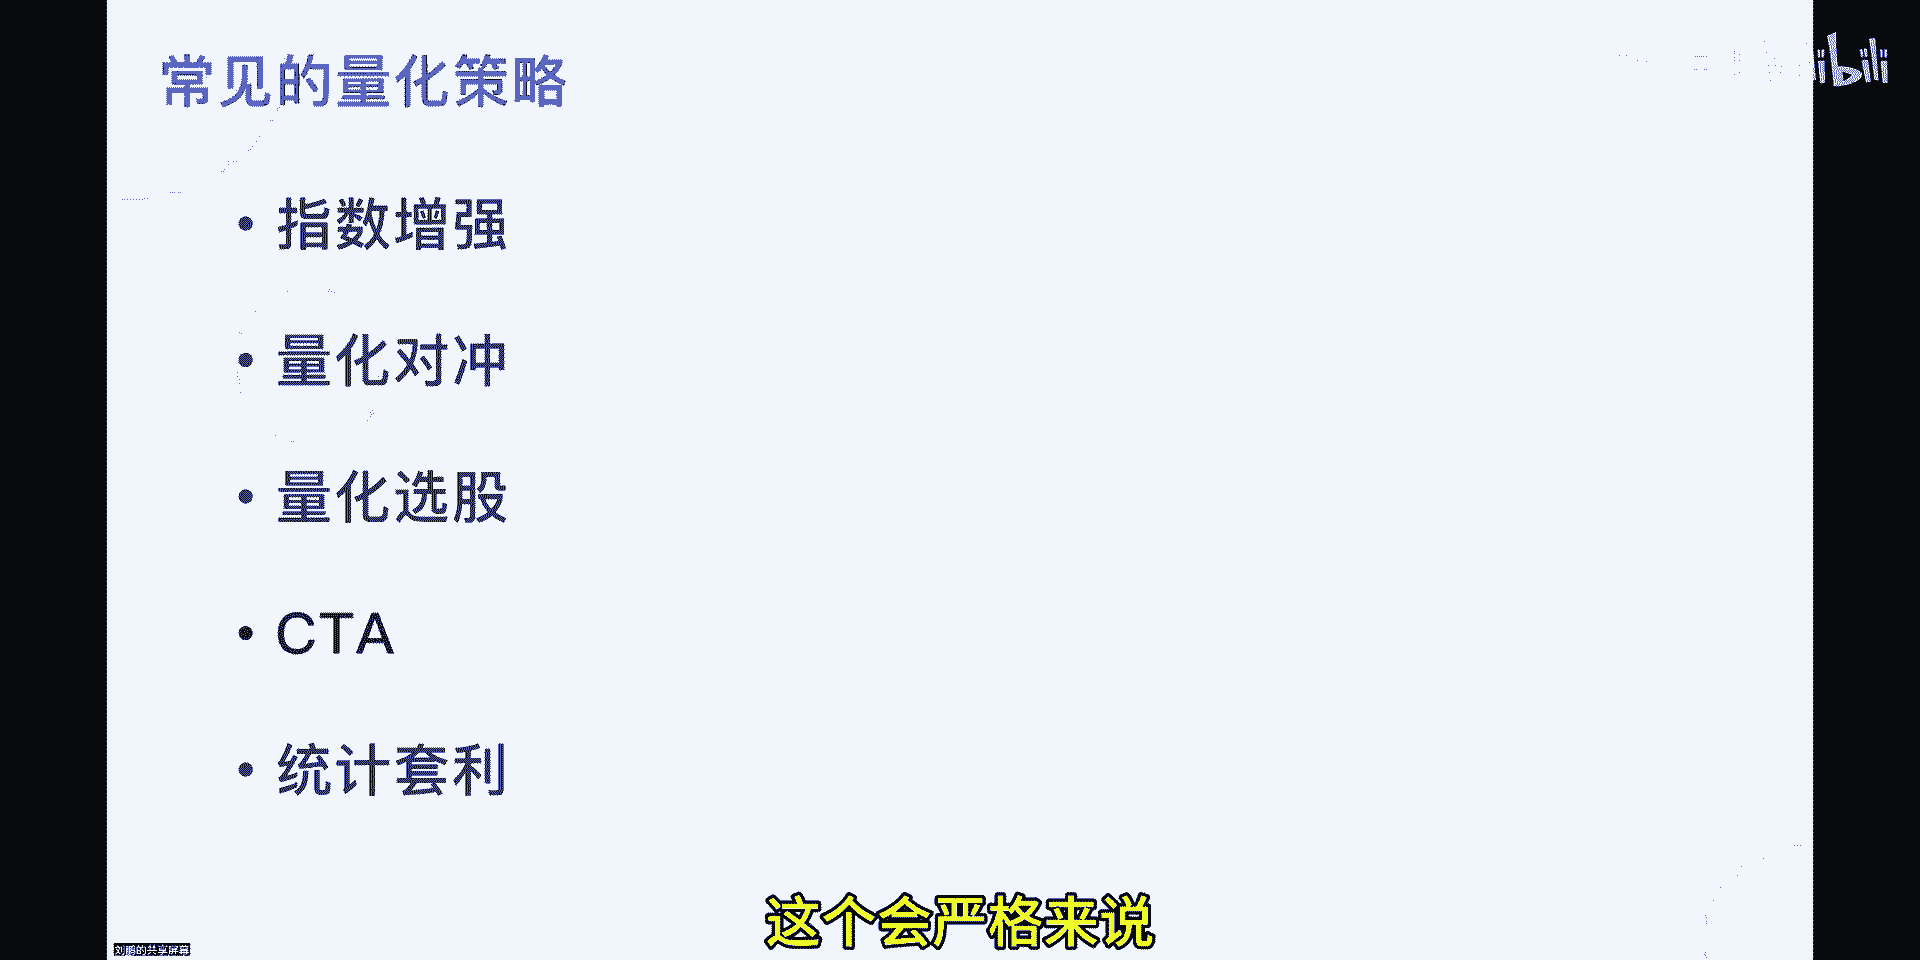 常见的量化策略
bilibili
• 指数增强
• 量化对冲
• 量化选股
• CTA
• 统计套利
这个会严格来说
刘鹏的共享屏幕